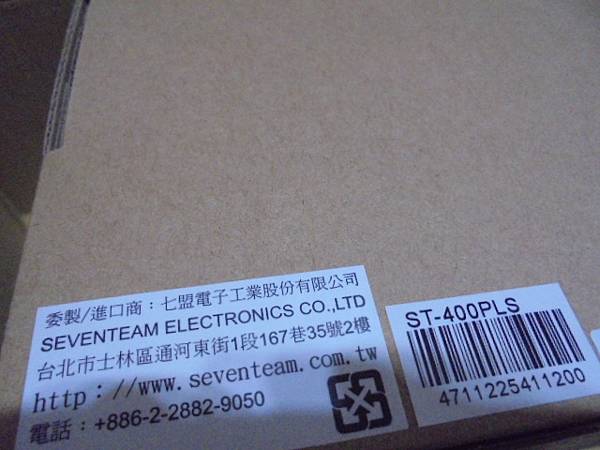 委製/進口商：七盟電子工業股份有限公司
SEVENTEAM ELECTRONICS CO.,LTD
台北市士林區通河東街1段167巷35號2樓
http：//www.seventeam.com.tw
電話：+886-2-2882-9050
ST-400PLS
4711225411200